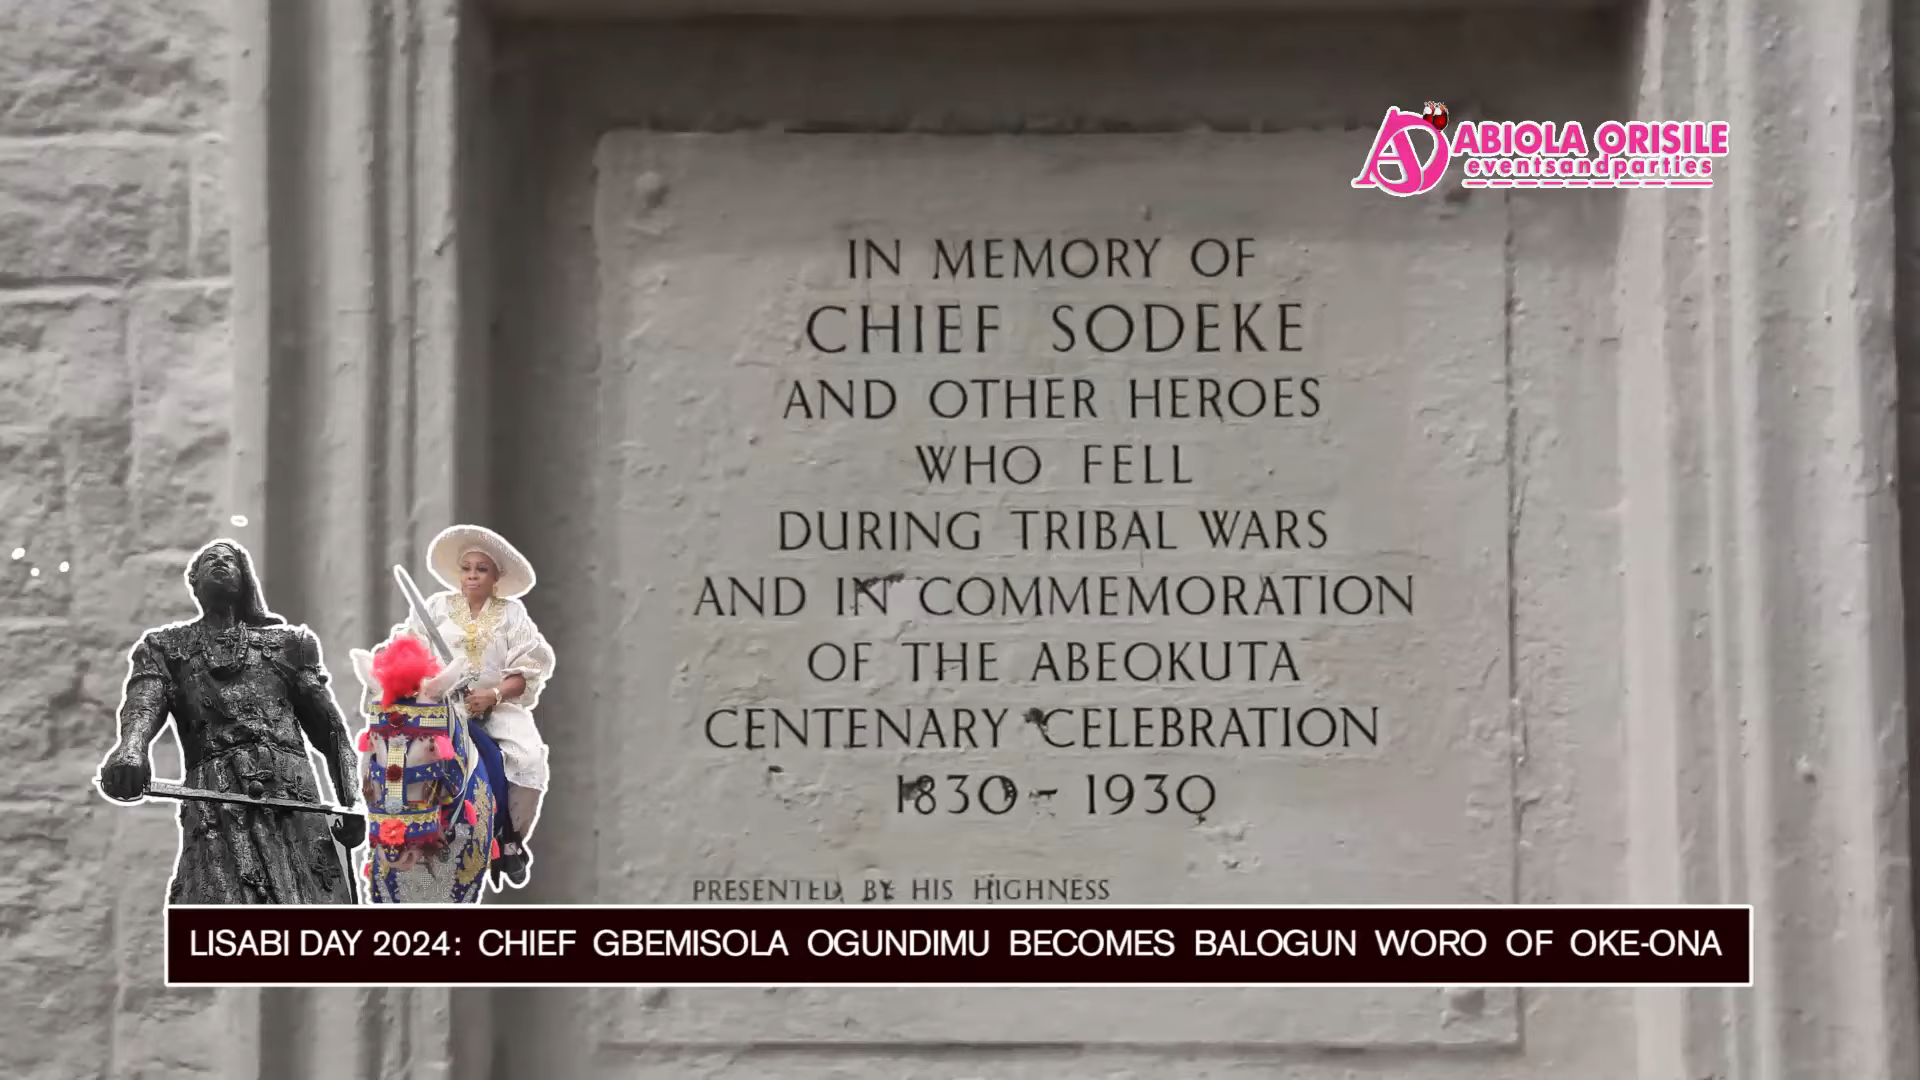 ABIOLA ORISILE
eventsandparties
IN MEMORY OF
CHIEF SODEKE
AND OTHER HEROES
WHO FELL
DURING TRIBAL WARS
AND IN COMMEMORATION
OF THE ABEOKUTA
CENTENARY CELEBRATION
1830 - 1930
PRESENTED BY HIS HIGHNESS
LISABI DAY 2024: CHIEF GBEMISOLA OGUNDIMU BECOMES BALOGUN WORO OF OKE-ONA